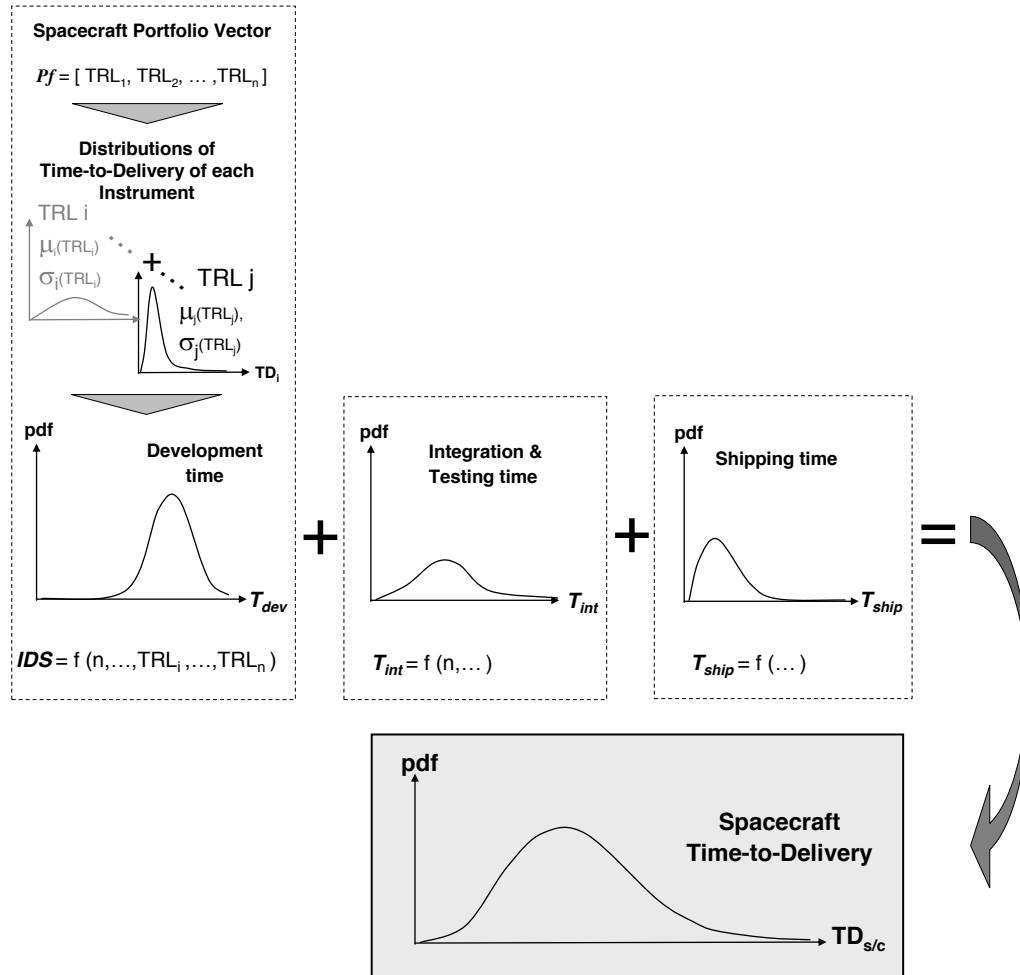 Spacecraft Portfolio Vector
Pf = [ TRL1, TRL2, … ,TRLn ]
Distributions of
Time-to-Delivery of each
Instrument
TRL i
μi(TRLi)
σi(TRLi)
+
TRL j
μj(TRLj),
σj(TRLj)
TDi
pdf
Development
time
Tdev
IDS = f (n,…,TRLi ,…,TRLn )
+
pdf
Integration &
Testing time
Tint
Tint = f (n,… )
+
pdf
Shipping time
Tship
Tship = f (… )
=
pdf
Spacecraft
Time-to-Delivery
TDs/c